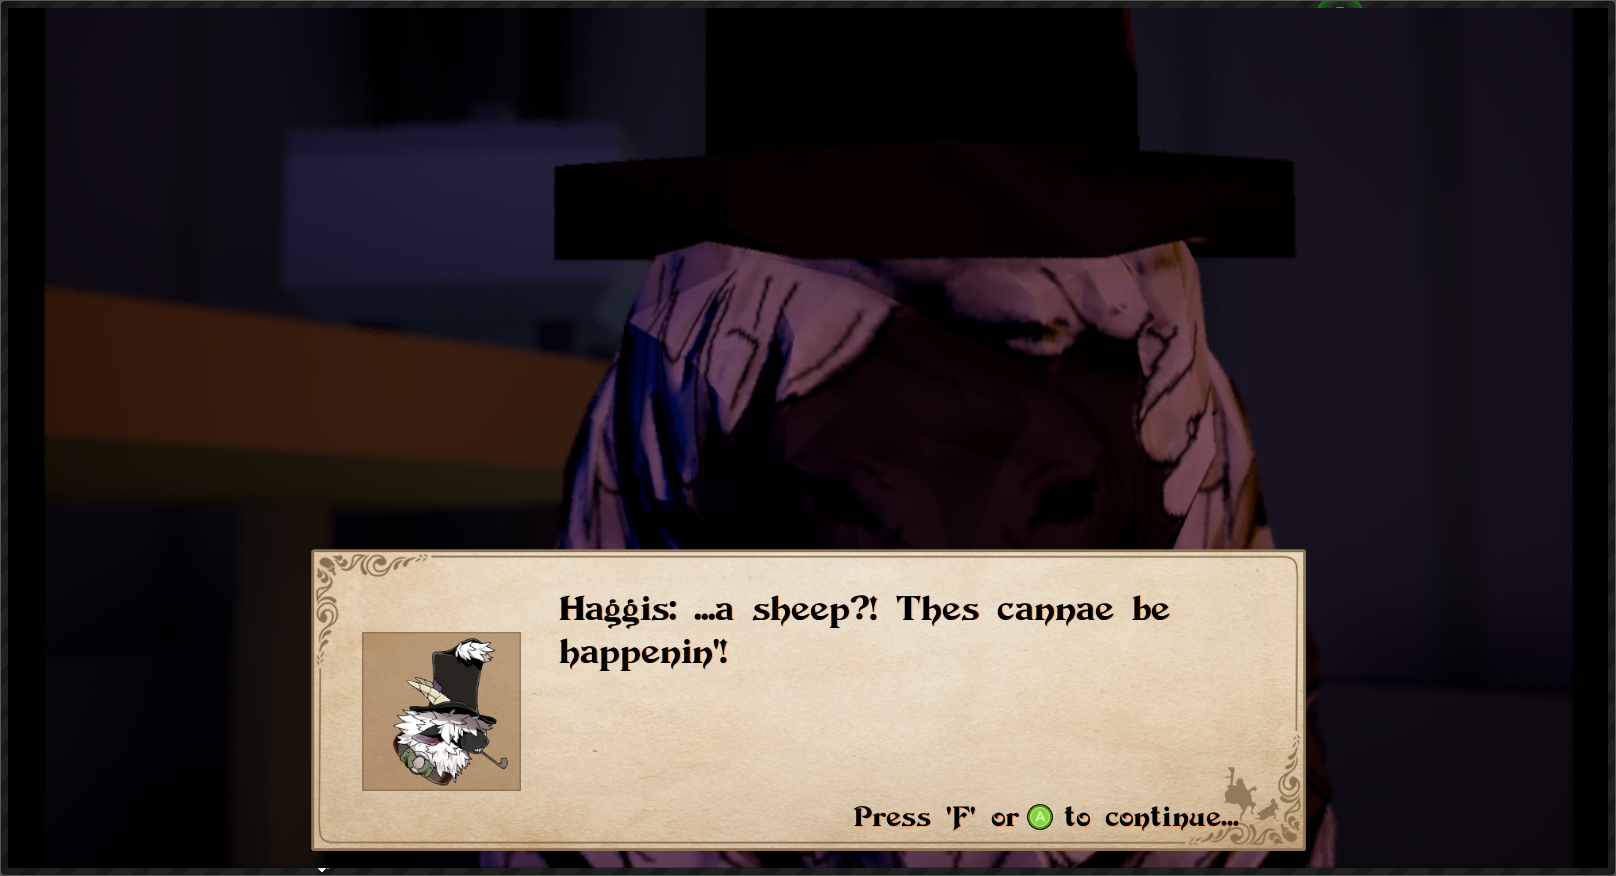 Haggis: ...a sheep?! Thes cannae be
happenin'!
Press 'F' or A to continue...